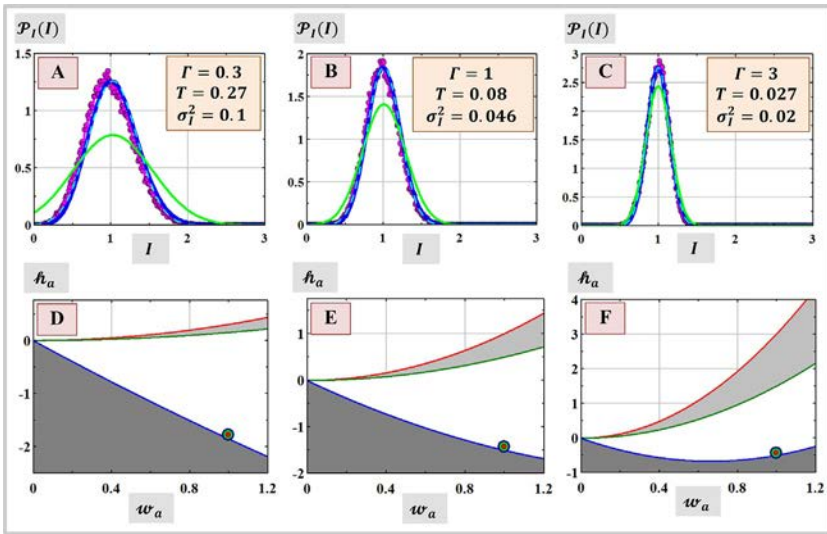 𝒫_I(I) 𝒫_I(I) 𝒫_I(I)
A
Γ = 0.3
T = 0.27
σ_I^2 = 0.1
1.5
1
0.5
0
0 1 2 3
I
B
Γ = 1
T = 0.08
σ_I^2 = 0.046
2
1.5
1
0.5
0
0 1 2 3
I
C
Γ = 3
T = 0.027
σ_I^2 = 0.02
3
2.5
2
1.5
1
0.5
0
0 1 2 3
I
𝒽_a 𝒽_a 𝒽_a
D
0
-1
-2
0 0.4 0.8 1.2
𝓌_a
E
1
0
-1
-2
0 0.4 0.8 1.2
𝓌_a
F
4
3
2
1
0
-1
0 0.4 0.8 1.2
𝓌_a